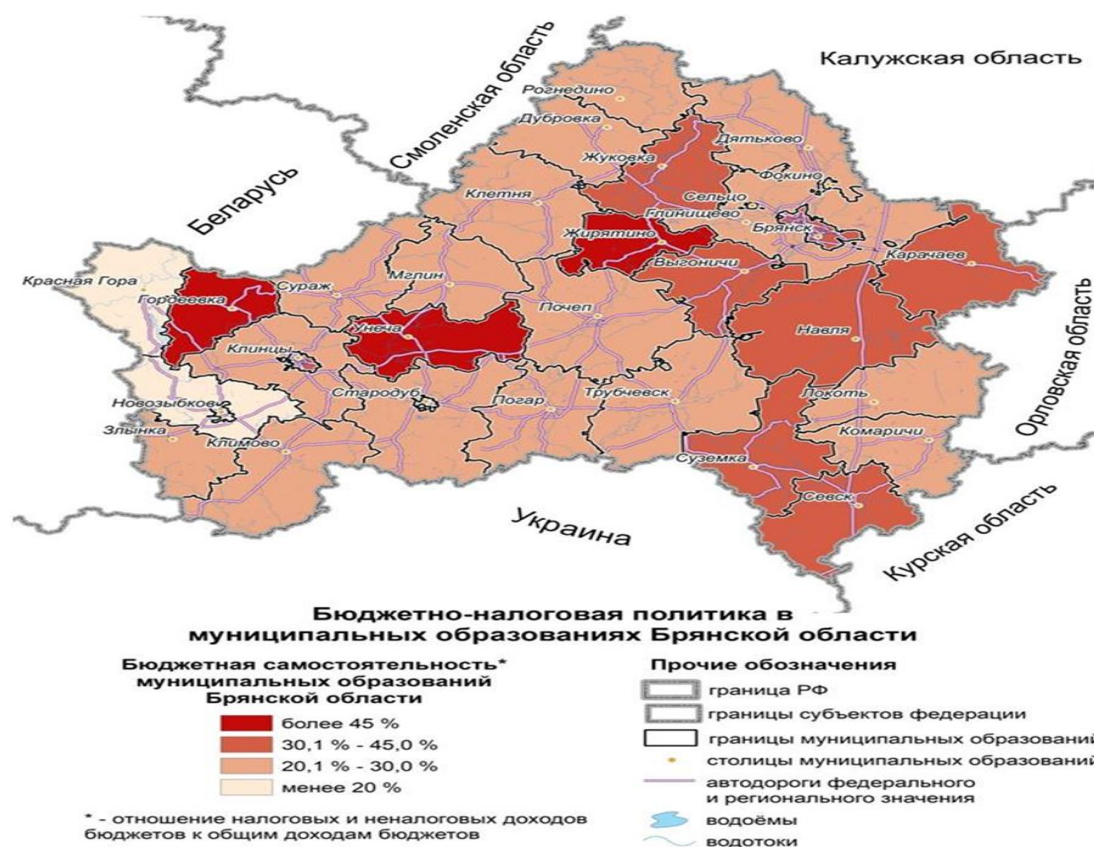 Калужская область
Смоленская область
Беларусь
Рогнедино
Дубровка
Дятьково
Жуковка
Фокино
Клетня
Сельцо
Глинищево
Брянск
Жирятино
Карачаев
Выгоничи
Красная Гора
Мглин
Гордеевка
Сураж
Почеп
Унеча
Навля
Орловская область
Клинцы
Стародуб
Погар
Трубчевск
Локоть
Новозыбков
Злынка
Климово
Комаричи
Суземка
Севск
Украина
Курская область
Бюджетно-налоговая политика в
муниципальных образованиях Брянской области
Бюджетная самостоятельность*
муниципальных образований
Брянской области
более 45 %
30,1 % - 45,0 %
20,1 % - 30,0 %
менее 20 %
* - отношение налоговых и неналоговых доходов
бюджетов к общим доходам бюджетов
Прочие обозначения
граница РФ
границы субъектов федерации
границы муниципальных образований
столицы муниципальных образований
автодороги федерального
и регионального значения
водоёмы
водотоки